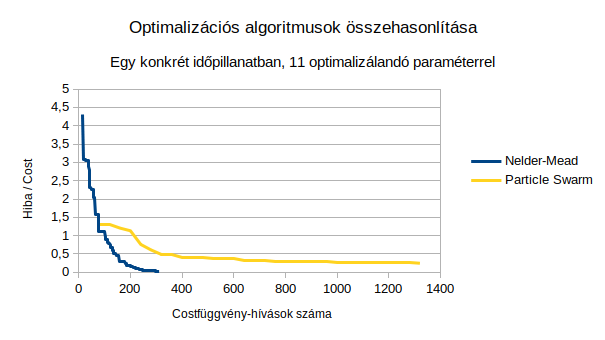 Optimalizációs algoritmusok összehasonlítása
Egy konkrét időpillanatban, 11 optimalizálandó paraméterrel
Hiba / Cost
5
4,5
4
3,5
3
2,5
2
1,5
1
0,5
0
0 200 400 600 800 1000 1200 1400
Costfüggvény-hívások száma
Nelder-Mead
Particle Swarm